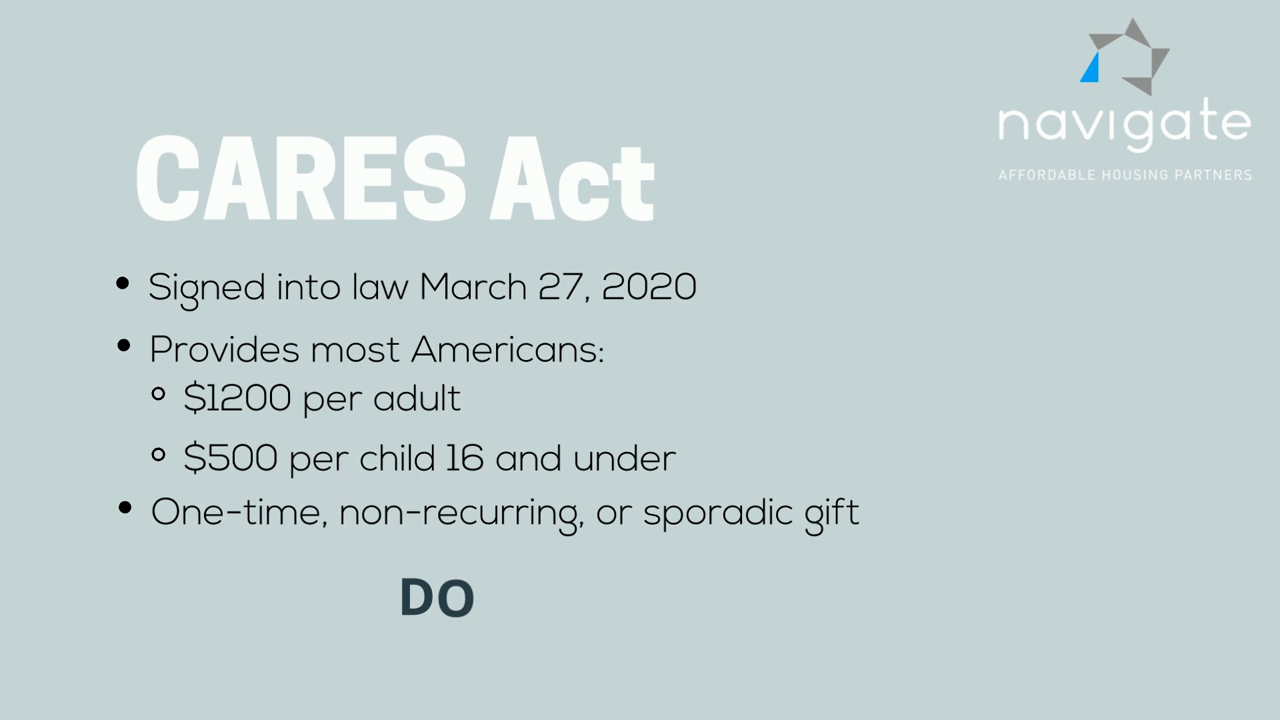 navigate
AFFORDABLE HOUSING PARTNERS
CARES Act
• Signed into law March 27, 2020
• Provides most Americans:
◦ $1200 per adult
◦ $500 per child 16 and under
• One-time, non-recurring, or sporadic gift
DO